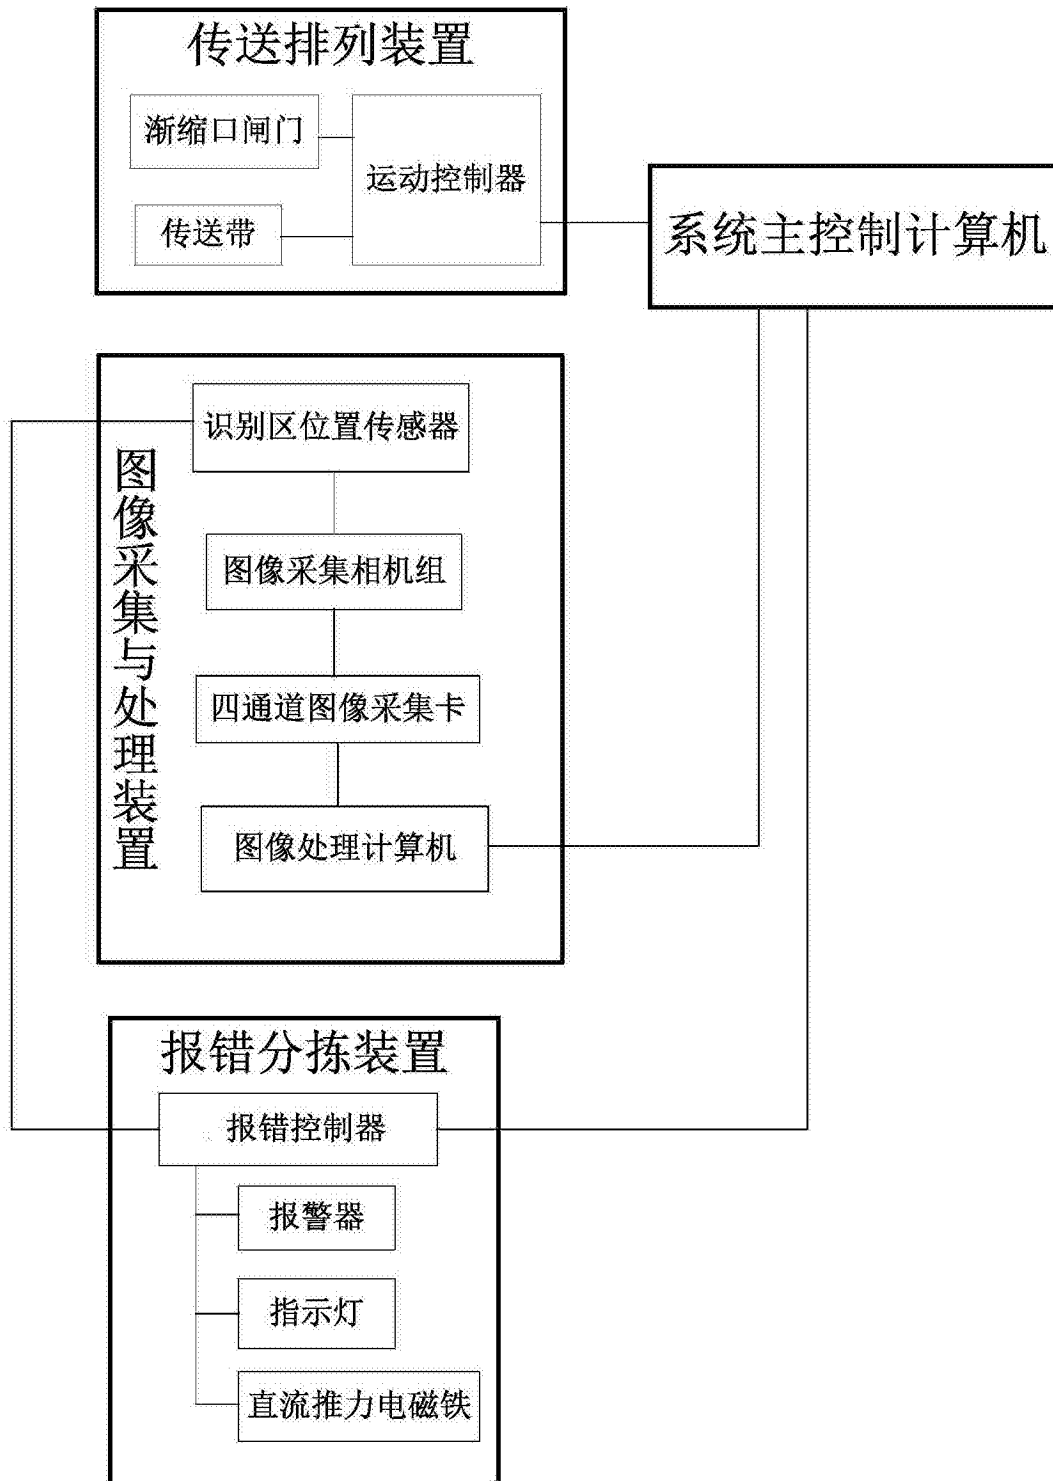 传送排列装置
渐缩口闸门
运动控制器
传送带
系统主控制计算机
识别区位置传感器
图像采集与处理装置
图像采集相机组
四通道图像采集卡
图像处理计算机
报错分拣装置
报错控制器
报警器
指示灯
直流推力电磁铁